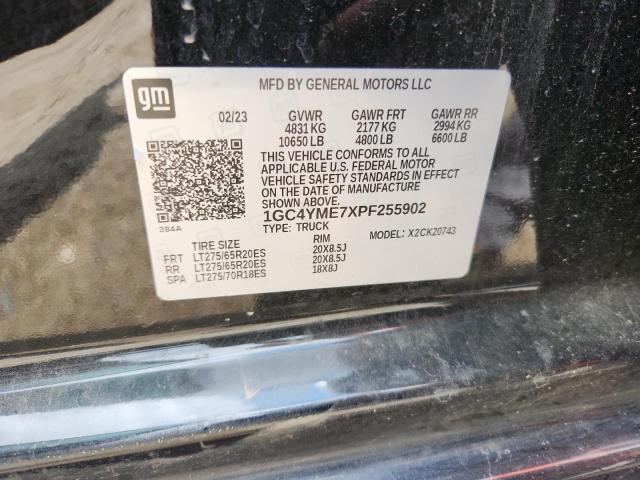 gm
MFD BY GENERAL MOTORS LLC
02/23 GVWR GAWR FRT GAWR RR
4831 KG 2177 KG 2994 KG
10650 LB 4800 LB 6600 LB
THIS VEHICLE CONFORMS TO ALL
APPLICABLE U.S. FEDERAL MOTOR
VEHICLE SAFETY STANDARDS IN EFFECT
ON THE DATE OF MANUFACTURE
SHOWN ABOVE.
384A 1GC4YME7XPF255902
TYPE: TRUCK MODEL: X2CK20743
TIRE SIZE RIM
FRT LT275/65R20ES 20X8.5J
RR LT275/65R20ES 20X8.5J
SPA LT275/70R18ES 18X8J